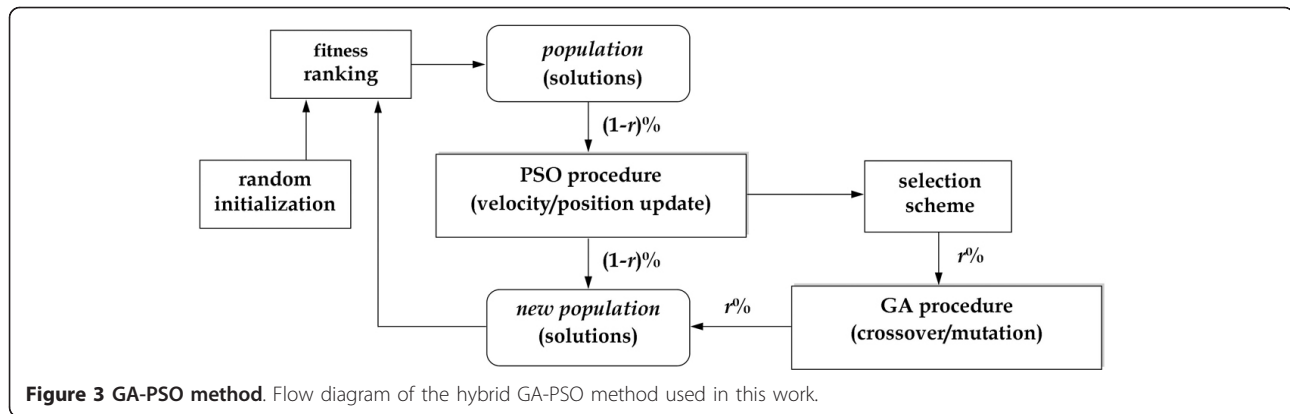 fitness
ranking
population
(solutions)
(1-r)%
random
initialization
PSO procedure
(velocity/position update)
selection
scheme
(1-r)%
r%
new population
(solutions)
r%
GA procedure
(crossover/mutation)
Figure 3 GA-PSO method. Flow diagram of the hybrid GA-PSO method used in this work.